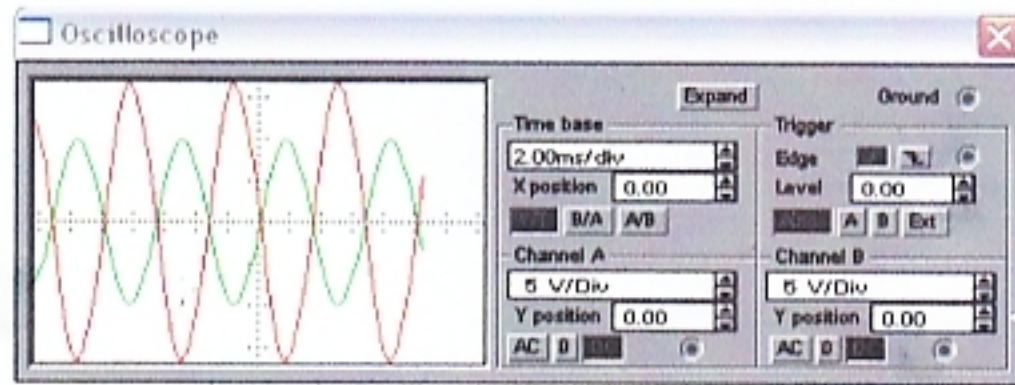 Oscilloscope
Expand
Ground
Time base
2.00ms/div
X position 0.00
B/A A/B
Trigger
Edge
Level 0.00
A B Ext
Channel A
5 V/Div
Y position 0.00
AC 0
Channel B
5 V/Div
Y position 0.00
AC 0